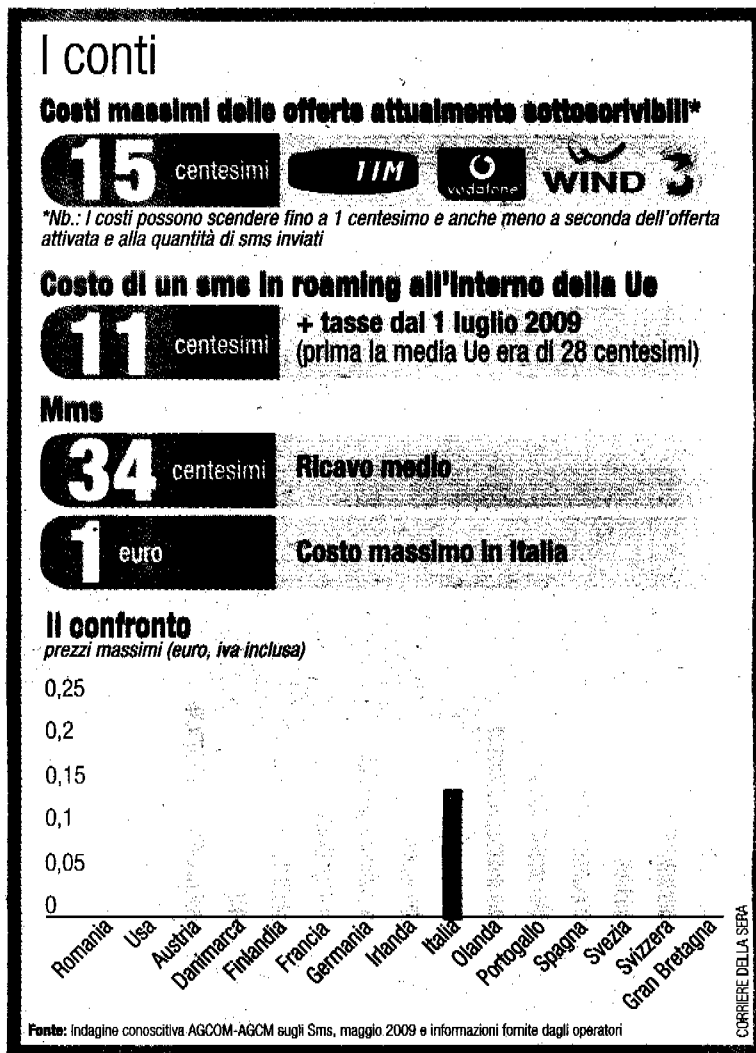 I conti
Costi massimi delle offerte attualmente sottoscrivibili*
15 centesimi TIM vodafone WIND 3
*Nb.: I costi possono scendere fino a 1 centesimo e anche meno a seconda dell'offerta
attivata e alla quantità di sms inviati
Costo di un sms in roaming all'interno della Ue
11 centesimi + tasse dal 1 luglio 2009
(prima la media Ue era di 28 centesimi)
Mms
34 centesimi Ricavo medio
1 euro Costo massimo in Italia
Il confronto
prezzi massimi (euro, iva inclusa)
0,25
0,2
0,15
0,1
0,05
0
Romania
Usa
Austria
Danimarca
Finlandia
Francia
Germania
Irlanda
Italia
Olanda
Portogallo
Spagna
Svezia
Svizzera
Gran Bretagna
CORRIERE DELLA SERA
Fonte: Indagine conoscitiva AGCOM-AGCM sugli Sms, maggio 2009 e informazioni fornite dagli operatori